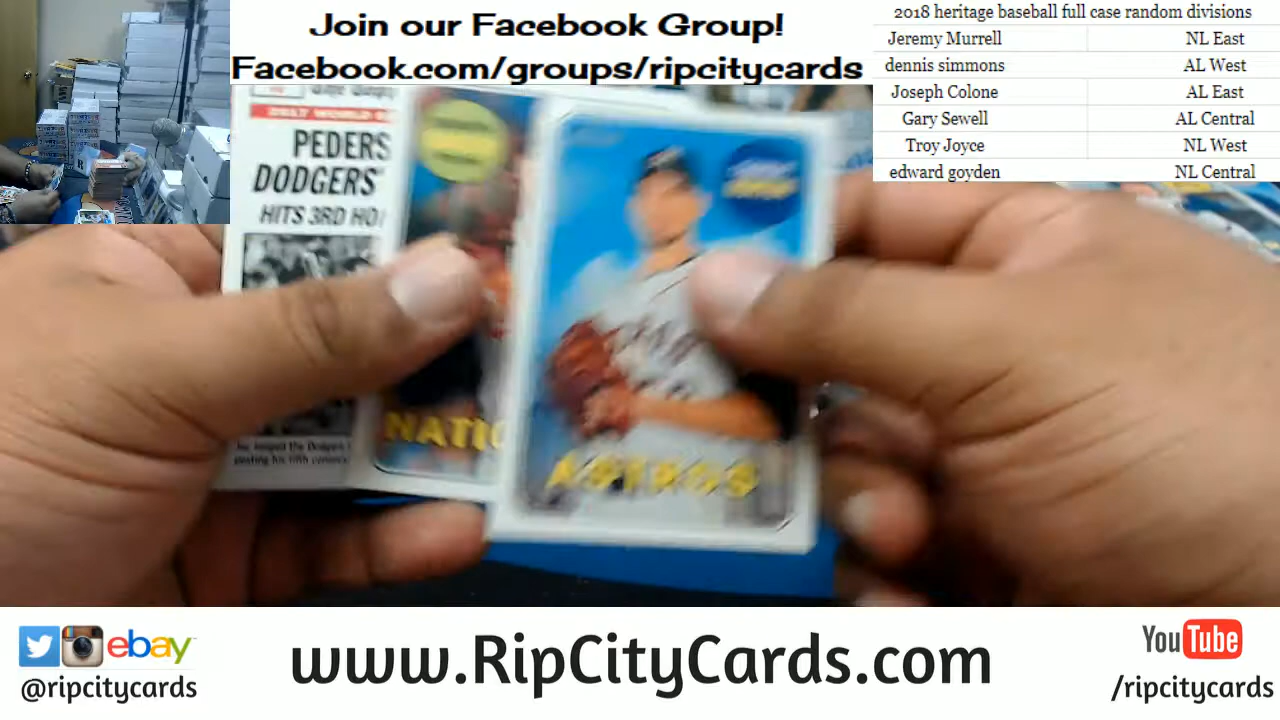 Join our Facebook Group!
Facebook.com/groups/ripcitycards
2018 heritage baseball full case random divisions
Jeremy Murrell NL East
dennis simmons AL West
Joseph Colone AL East
Gary Sewell AL Central
Troy Joyce NL West
edward goyden NL Central
PEDERS
DODGERS'
HITS 3RD HO
NATIO
ASTROS
ebay
@ripcitycards
www.RipCityCards.com
YouTube
/ripcitycards